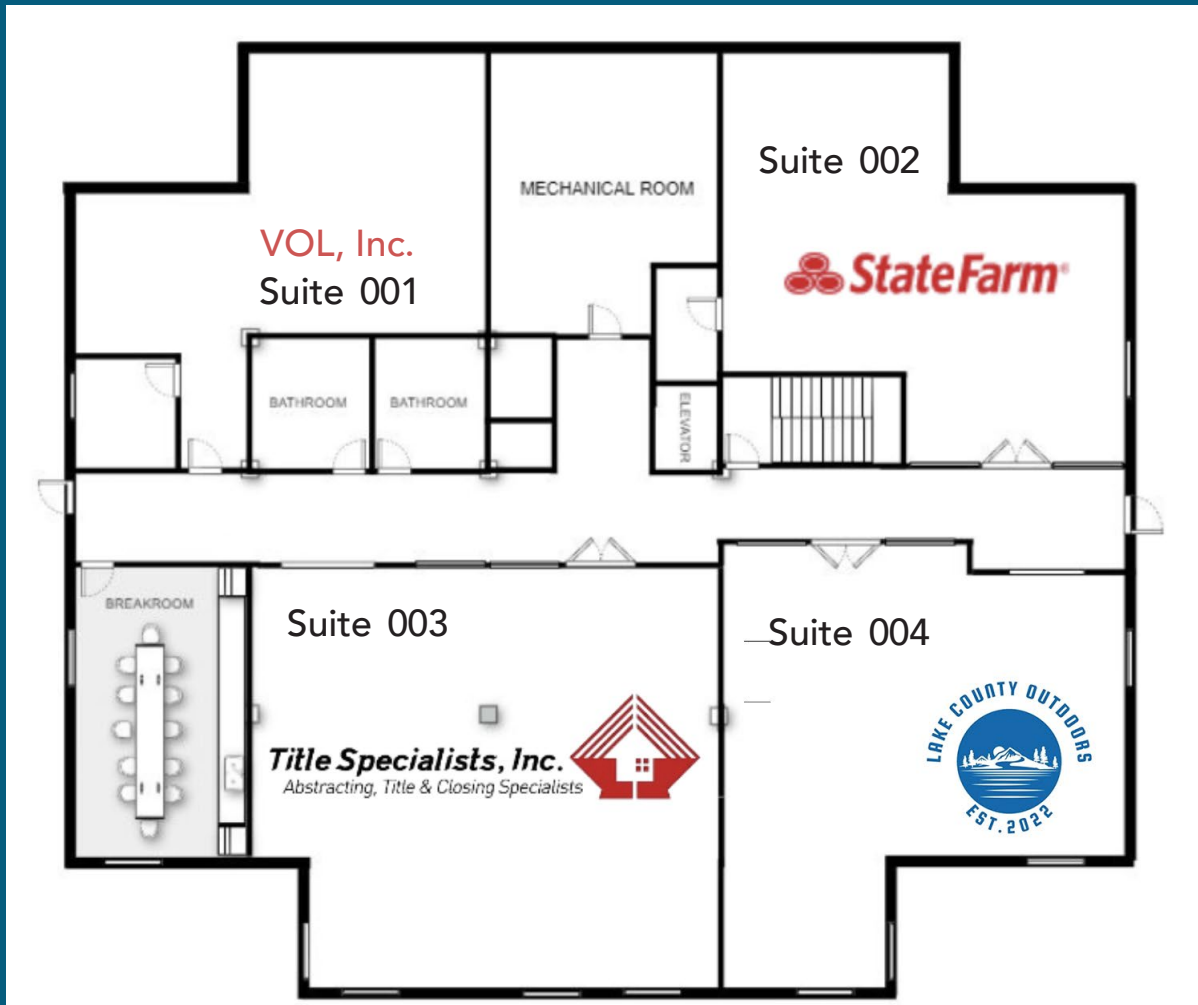 Suite 002
MECHANICAL ROOM
VOL, Inc.
Suite 001
StateFarm®
BATHROOM
BATHROOM
ELEVATOR
BREAKROOM
Suite 003
Suite 004
LAKE COUNTY OUTDOORS
EST. 2022
Title Specialists, Inc.
Abstracting, Title & Closing Specialists